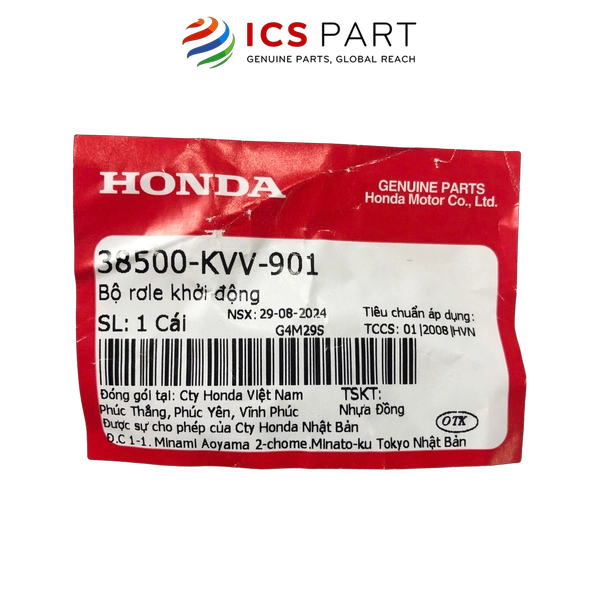 ICS PART
GENUINE PARTS, GLOBAL REACH
HONDA
GENUINE PARTS
Honda Motor Co., Ltd.
38500-KVV-901
Bộ rơle khởi động
NSX: 29-08-2024
Tiêu chuẩn áp dụng:
SL: 1 Cái
G4M29S
TCCS: 01|2008|HVN
Đóng gói tại: Cty Honda Việt Nam
TSKT:
Phúc Thắng, Phúc Yên, Vĩnh Phúc
Nhựa Đồng
Được sự cho phép của Cty Honda Nhật Bản
OTK
Đ.C 1-1. Minami Aoyama 2-chome.Minato-ku Tokyo Nhật Bản